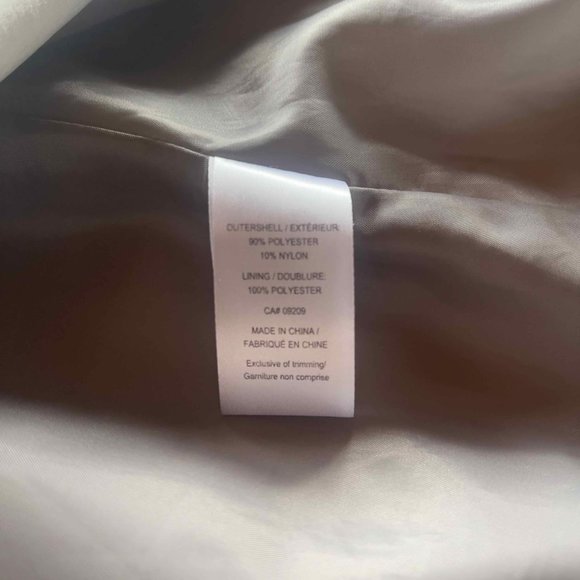 OUTERSHELL / EXTÉRIEUR:
90% POLYESTER
10% NYLON
LINING / DOUBLURE:
100% POLYESTER
CA# 09209
MADE IN CHINA /
FABRIQUÉ EN CHINE
Exclusive of trimming/
Garniture non comprise